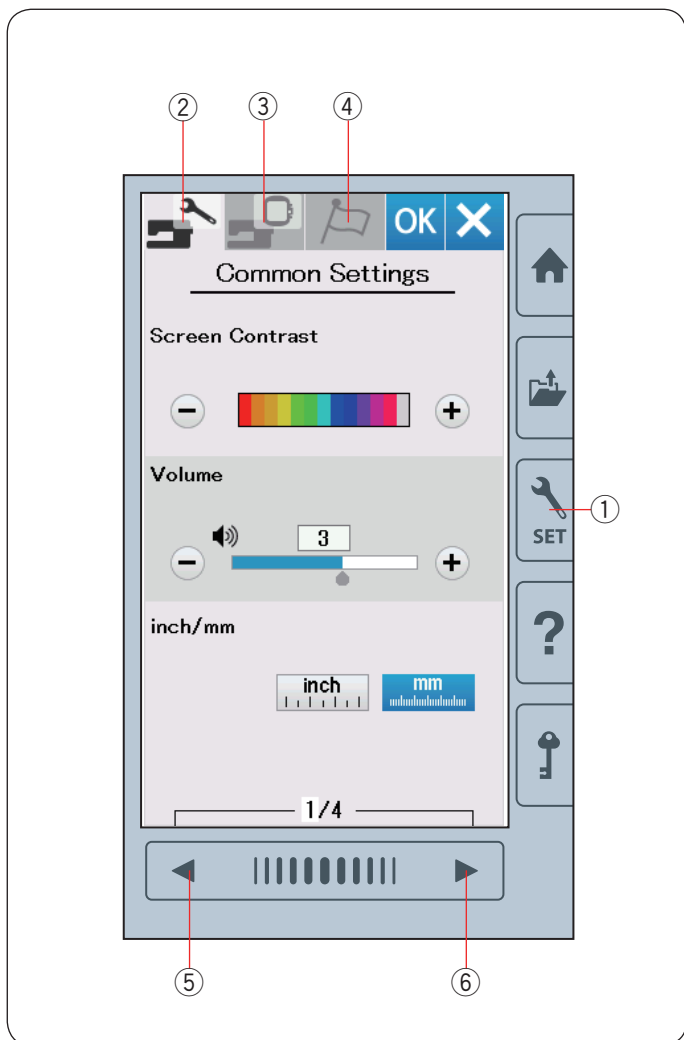 ② ③ ④
OK
Common Settings
Screen Contrast
Volume
3
SET
①
inch/mm
inch mm
?
1/4
⑤ ⑥